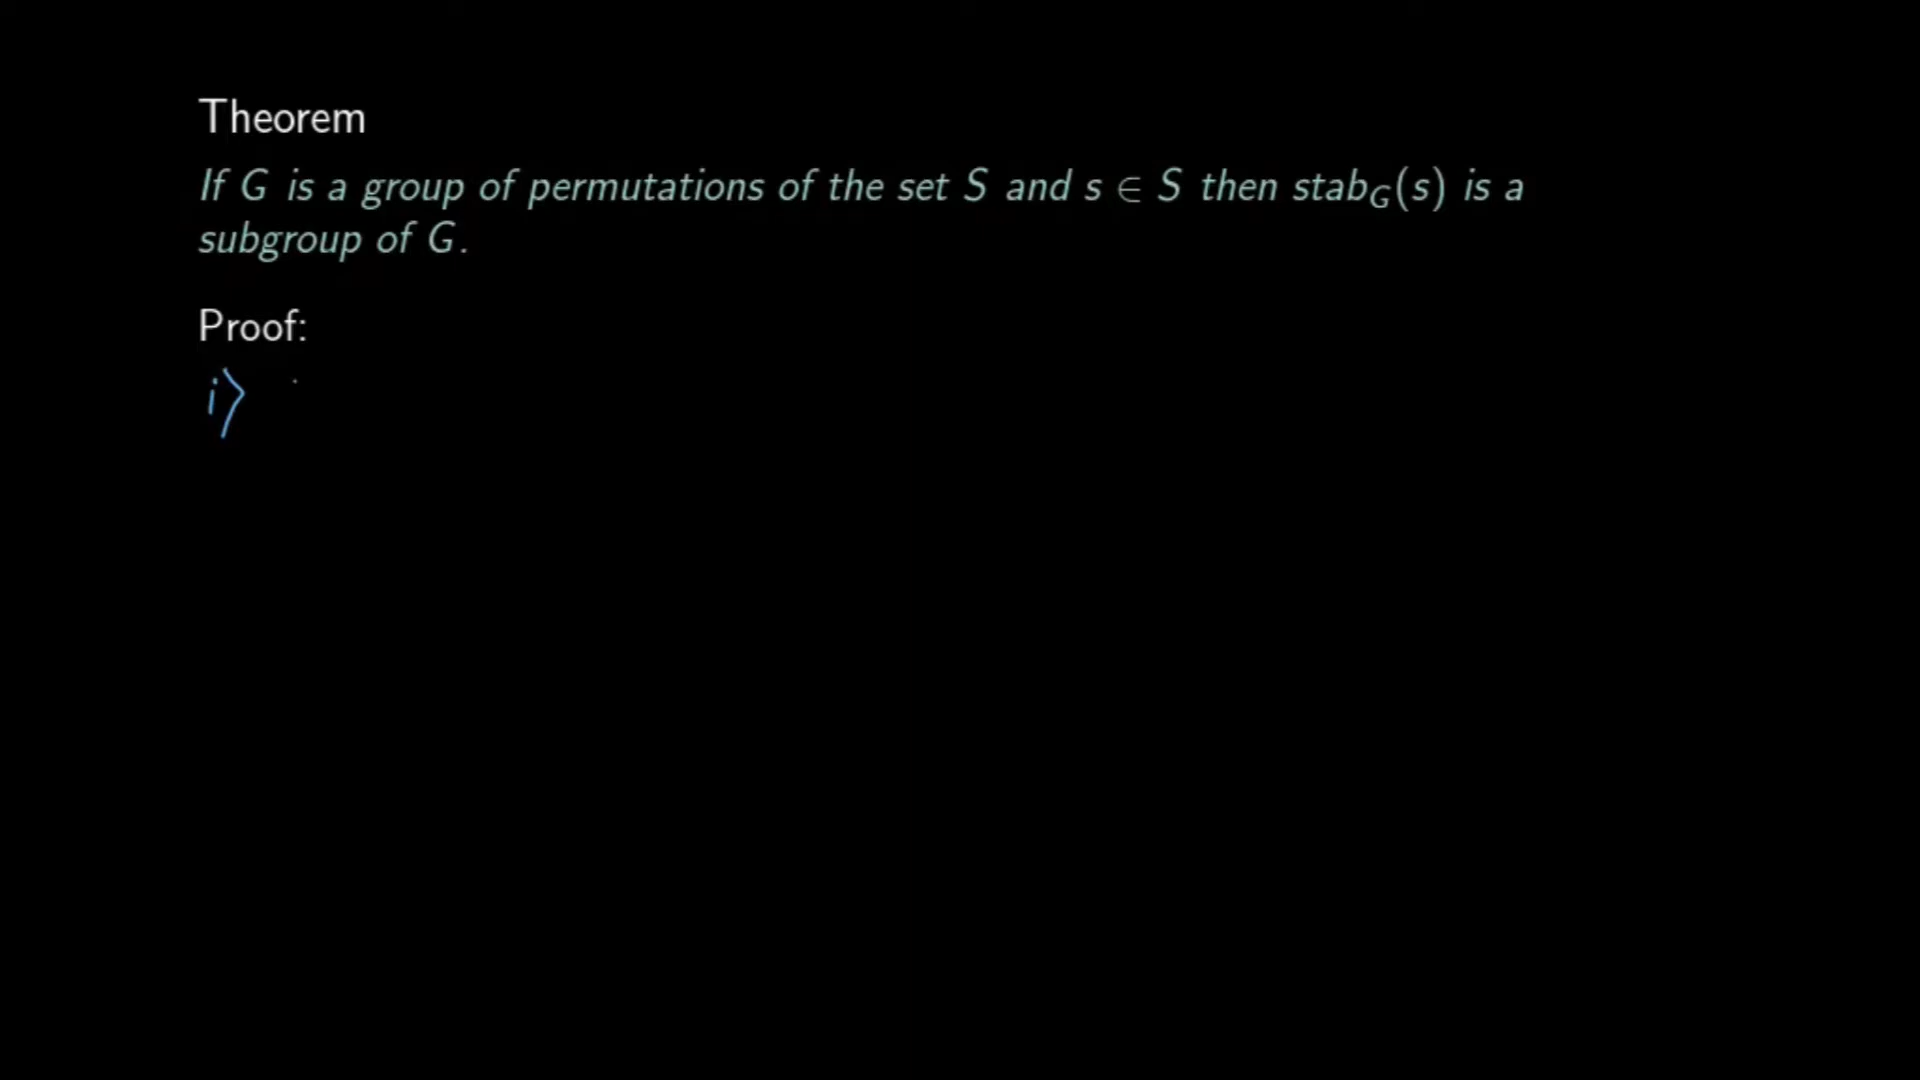 Theorem
If G is a group of permutations of the set S and s ∈ S then stab_G(s) is a
subgroup of G.
Proof:
i)